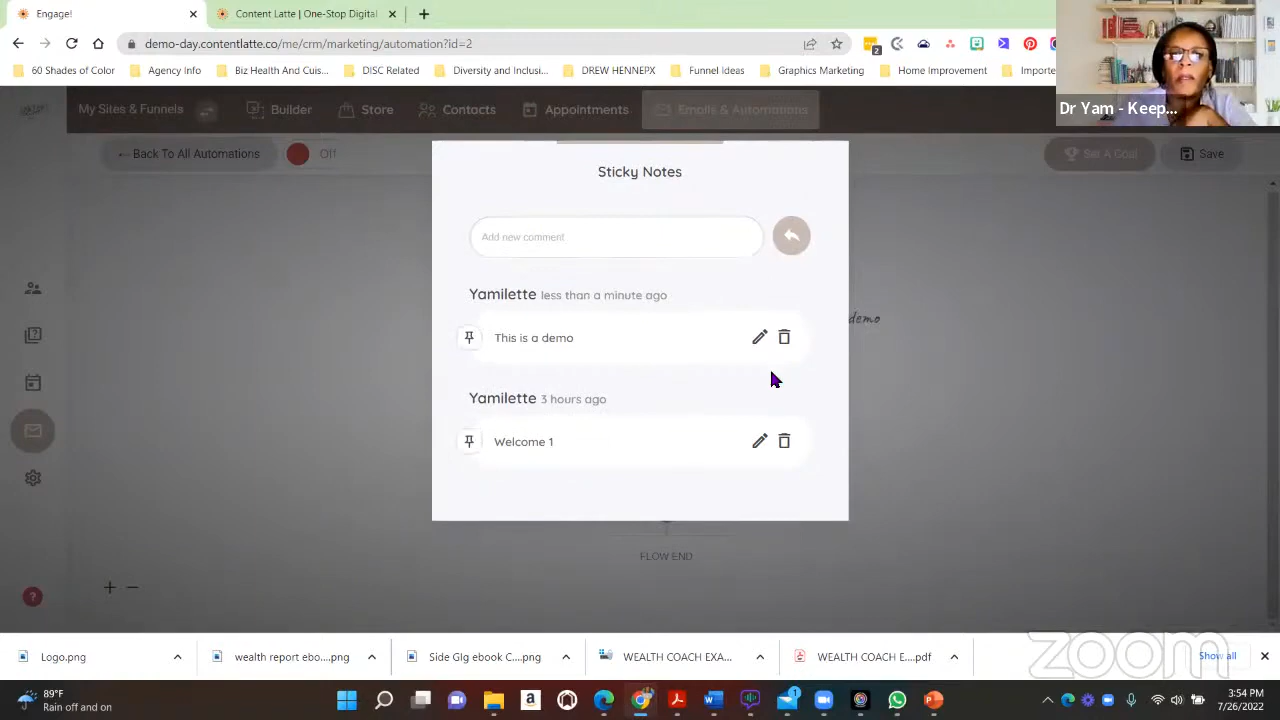 Engage!
Content Latte | One-Stop Digital
demo-day.contentlatte.io/money/marketing/automation?id=2
2
60 Shades of Color
Agency Info
Biz Health And Cuis...
DISC Related
Inclusi...
DREW HENNEPX
Funnel Ideas
Graphics Marketing
Home Improvement
Importe
Dr Yam - Keep...
My Sites & Funnels
Builder
Store
Contacts
Appointments
Emails & Automations
Back To All Automations
Off
Set A Goal
Save
Sticky Notes
Add new comment
Yamilette less than a minute ago
This is a demo
demo
Yamilette 3 hours ago
Welcome 1
FLOW END
+ −
?
Logo.png
wealth report ebo....png
Side Gig ebook ....png
WEALTH COACH EXA...
WEALTH COACH E....pdf
Show all
zoom
89°F
Rain off and on
3:54 PM
7/26/2022